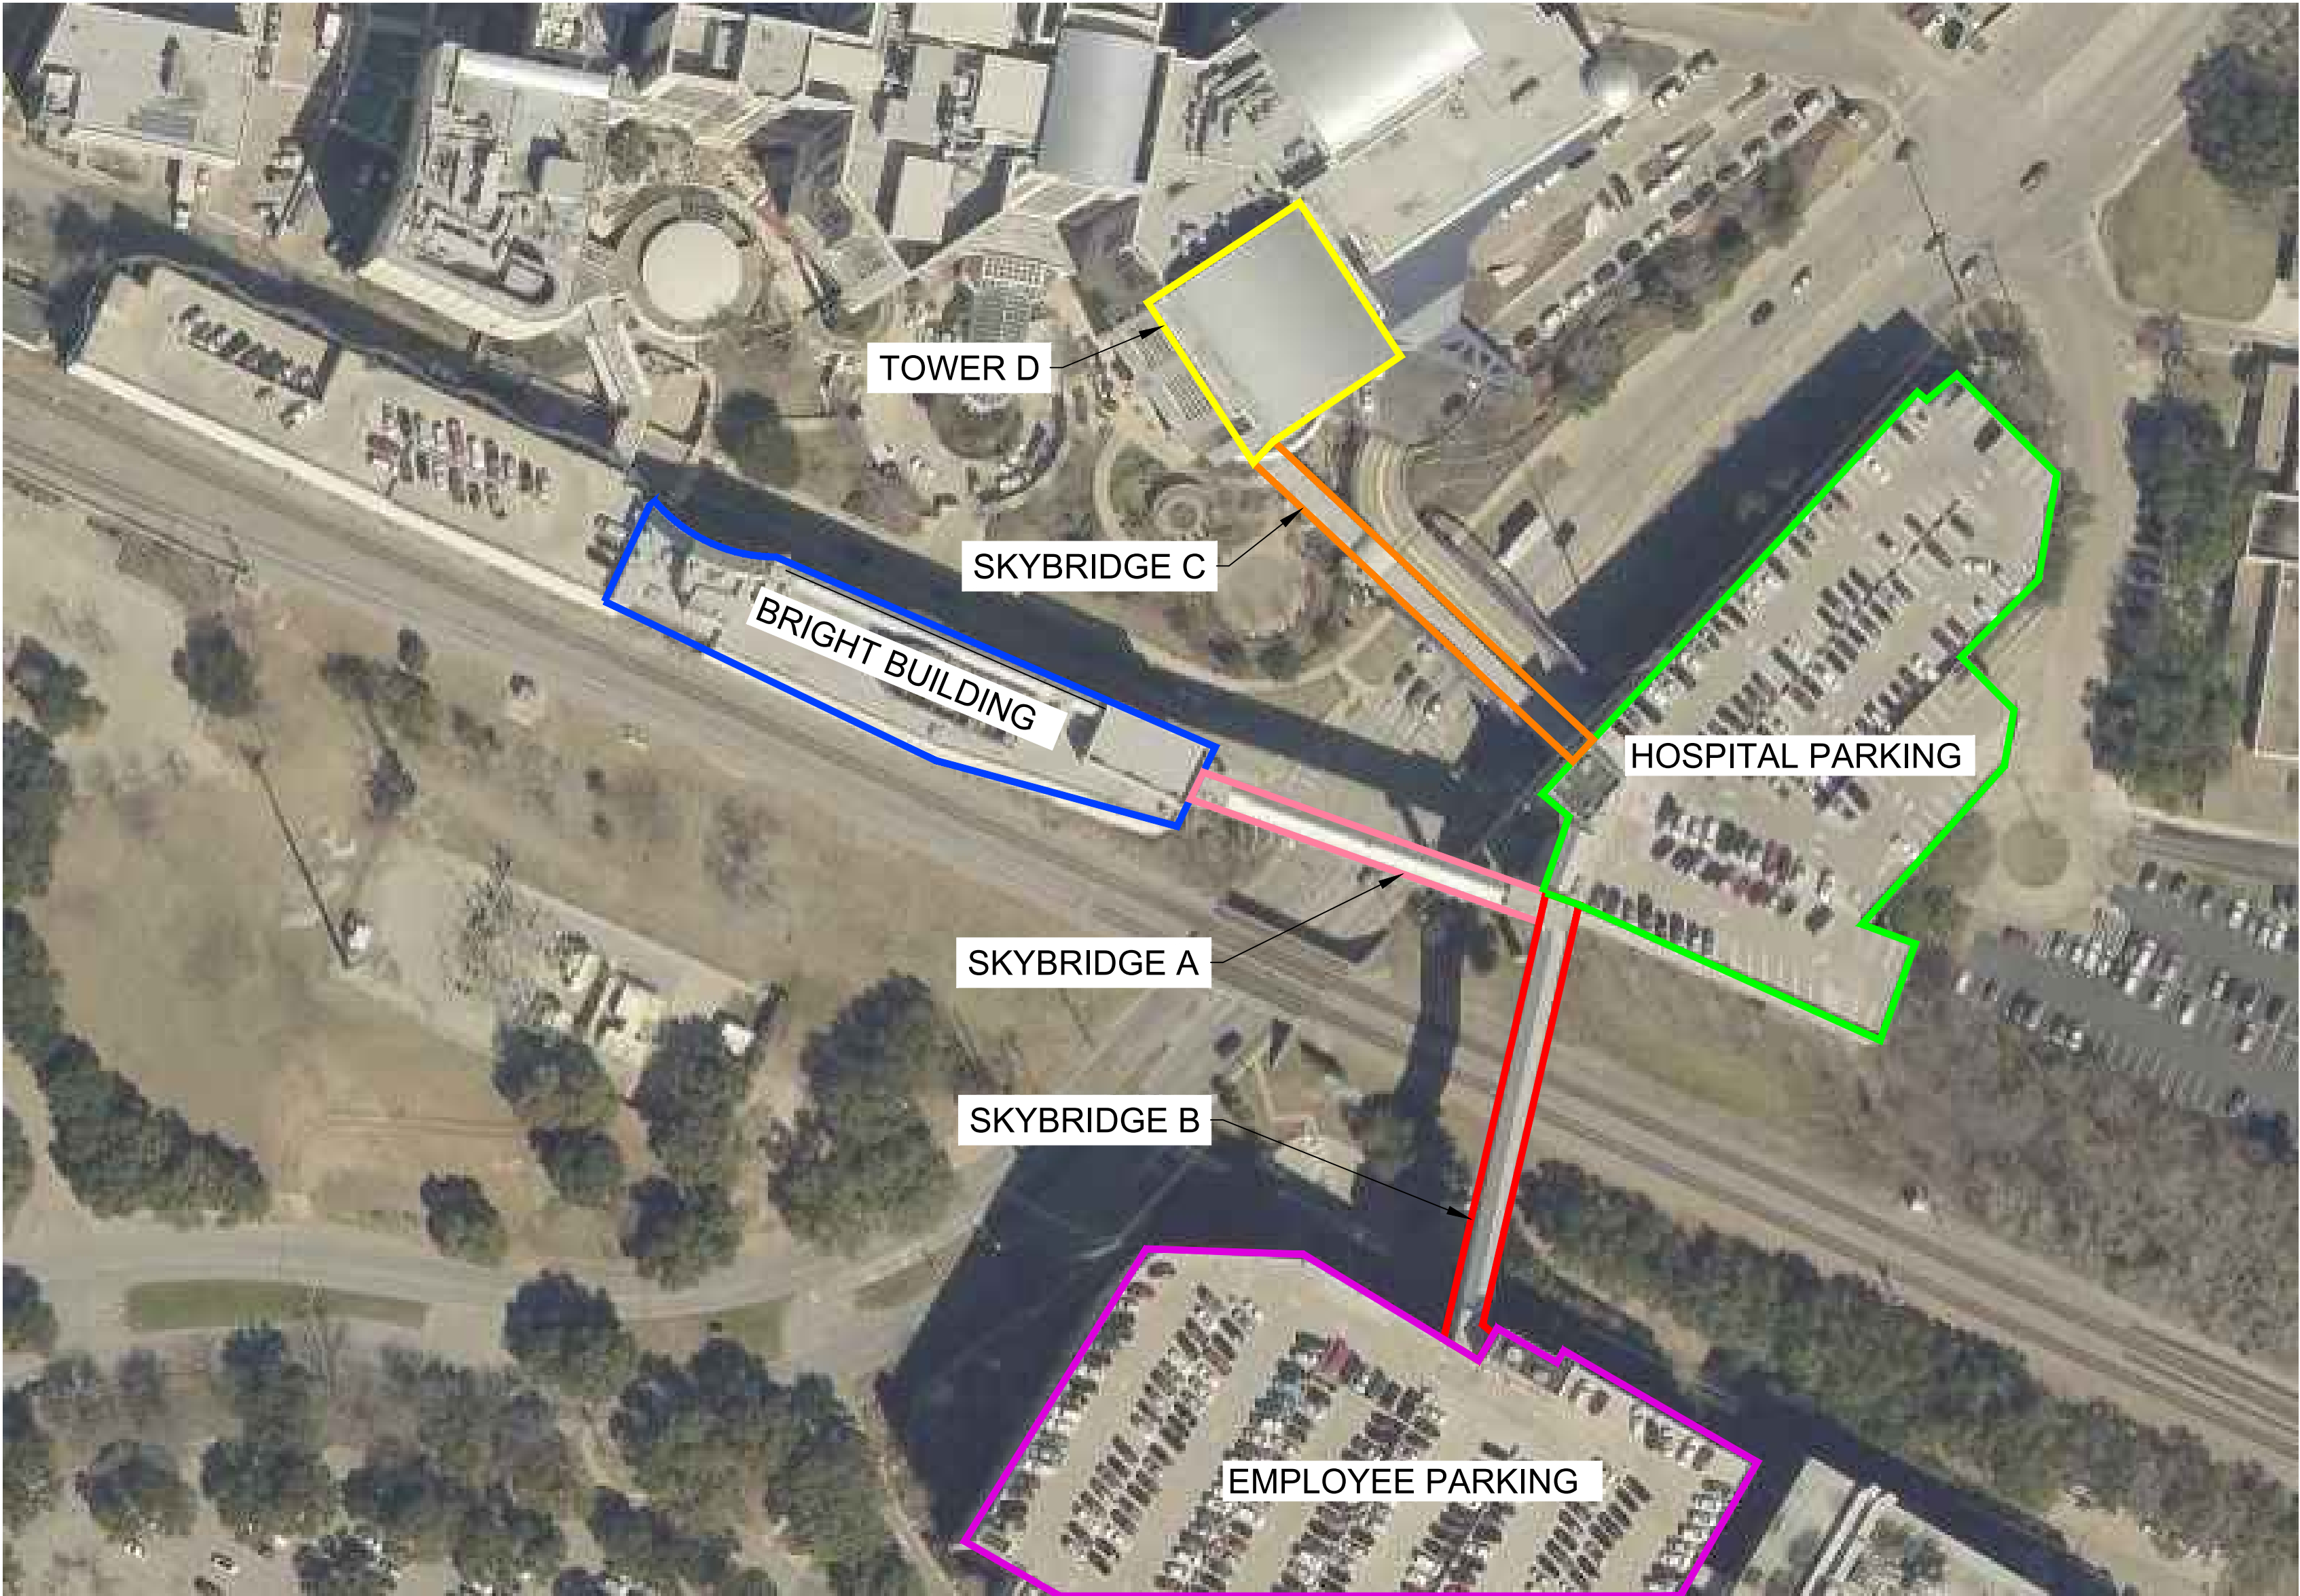 TOWER D
SKYBRIDGE C
BRIGHT BUILDING
HOSPITAL PARKING
SKYBRIDGE A
SKYBRIDGE B
EMPLOYEE PARKING